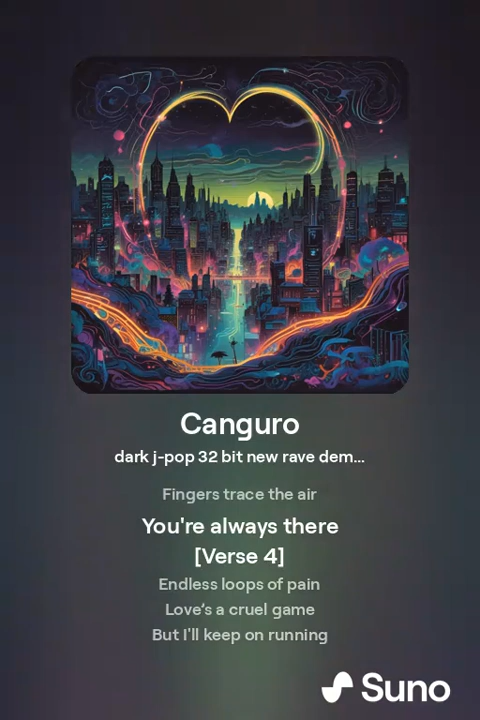 Canguro
dark j-pop 32 bit new rave dem...
Fingers trace the air
You're always there
[Verse 4]
Endless loops of pain
Love’s a cruel game
But I'll keep on running
Suno